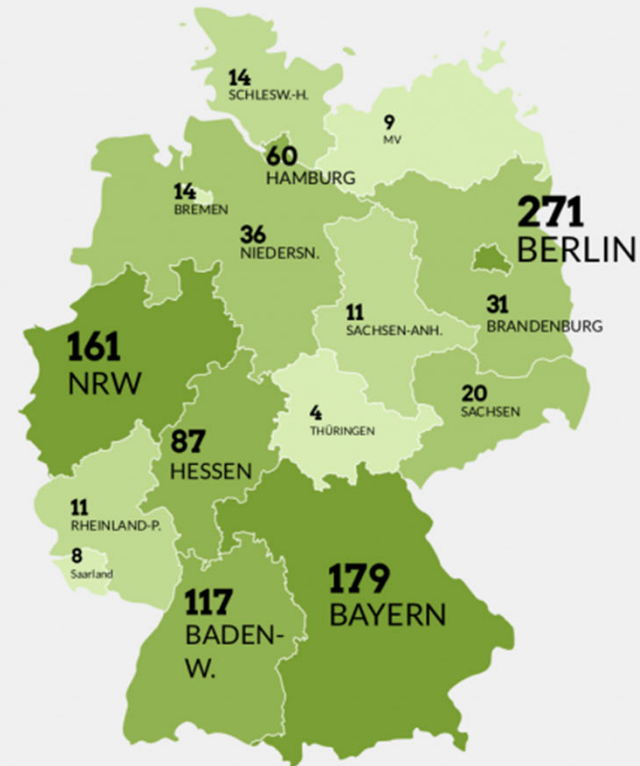 14
SCHLESW.-H.
9
MV
60
HAMBURG
14
BREMEN
271
BERLIN
36
NIEDERSN.
31
BRANDENBURG
11
SACHSEN-ANH.
161
NRW
20
SACHSEN
4
THÜRINGEN
87
HESSEN
11
RHEINLAND-P.
8
Saarland
179
BAYERN
117
BADEN-
W.